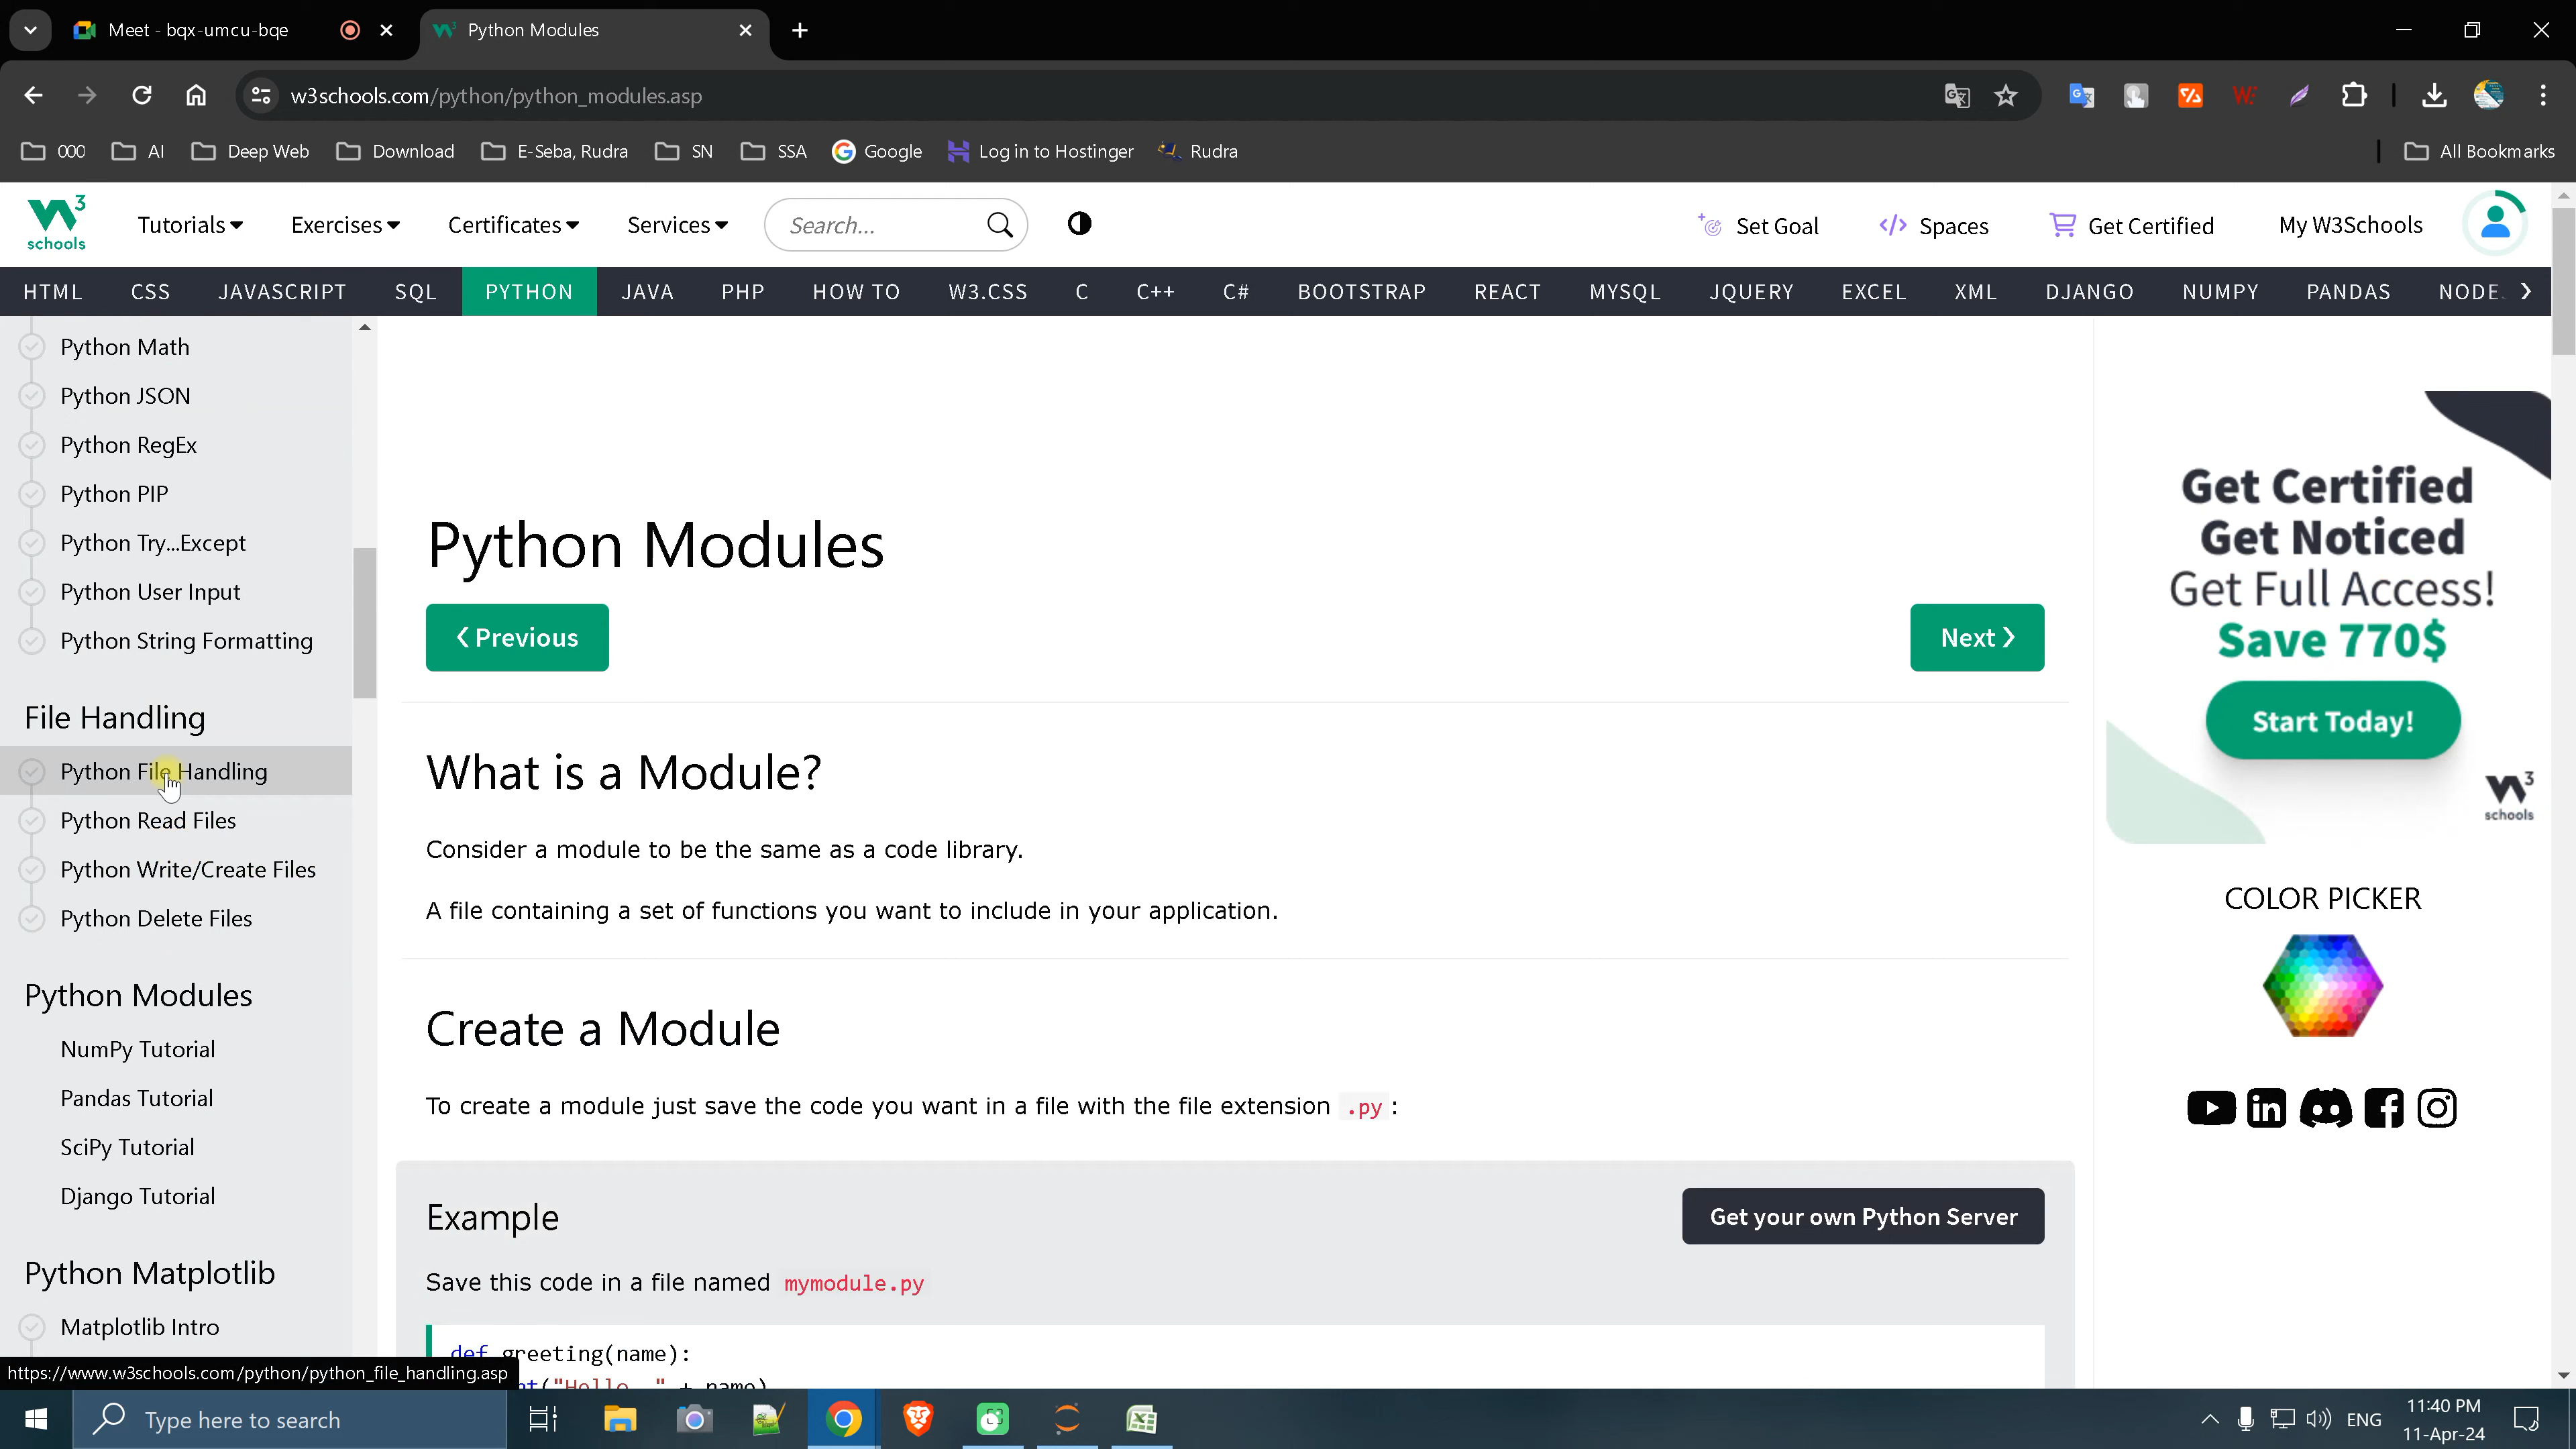 Meet - bqx-umcu-bqe
Python Modules
w3schools.com/python/python_modules.asp
000
AI
Deep Web
Download
E-Seba, Rudra
SN
SSA
Google
Log in to Hostinger
Rudra
All Bookmarks
W3 schools
Tutorials
Exercises
Certificates
Services
Search...
Set Goal
Spaces
Get Certified
My W3Schools
HTML
CSS
JAVASCRIPT
SQL
PYTHON
JAVA
PHP
HOW TO
W3.CSS
C
C++
C#
BOOTSTRAP
REACT
MYSQL
JQUERY
EXCEL
XML
DJANGO
NUMPY
PANDAS
NODE.
Python Math
Python JSON
Python RegEx
Python PIP
Python Try...Except
Python User Input
Python String Formatting
File Handling
Python File Handling
Python Read Files
Python Write/Create Files
Python Delete Files
Python Modules
NumPy Tutorial
Pandas Tutorial
SciPy Tutorial
Django Tutorial
Python Matplotlib
Matplotlib Intro
https://www.w3schools.com/python/python_file_handling.asp
Python Modules
❮ Previous
Next ❯
What is a Module?
Consider a module to be the same as a code library.
A file containing a set of functions you want to include in your application.
Create a Module
To create a module just save the code you want in a file with the file extension .py:
Example
Get your own Python Server
Save this code in a file named mymodule.py
def greeting(name):
nt("Hello, " + name)
Get Certified
Get Noticed
Get Full Access!
Save 770$
Start Today!
W3 schools
COLOR PICKER
Type here to search
ENG
11:40 PM
11-Apr-24